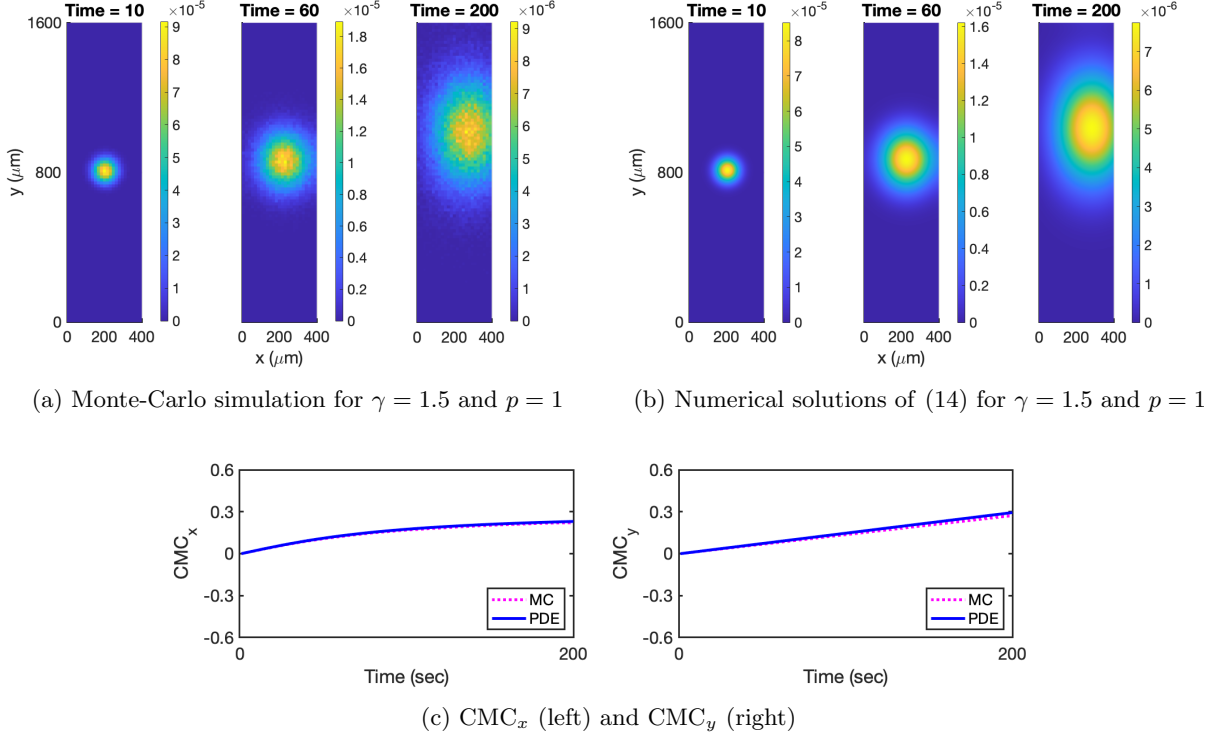 Time = 10
×10⁻⁵
Time = 60
×10⁻⁵
Time = 200
×10⁻⁶
1600
800
0
y (μm)
9
8
7
6
5
4
3
2
1
0
1.8
1.6
1.4
1.2
1
0.8
0.6
0.4
0.2
0
9
8
7
6
5
4
3
2
1
0
0 200 400
0 200 400
0 200 400
x (μm)
Time = 10
×10⁻⁵
Time = 60
×10⁻⁵
Time = 200
×10⁻⁶
1600
800
0
y (μm)
8
7
6
5
4
3
2
1
0
1.6
1.4
1.2
1
0.8
0.6
0.4
0.2
0
7
6
5
4
3
2
1
0
0 200 400
0 200 400
0 200 400
x (μm)
(a) Monte-Carlo simulation for γ = 1.5 and p = 1
(b) Numerical solutions of (14) for γ = 1.5 and p = 1
0.6
0.3
0
-0.3
-0.6
CMCₓ
MC
PDE
0 200
Time (sec)
0.6
0.3
0
-0.3
-0.6
CMC_y
MC
PDE
0 200
Time (sec)
(c) CMCₓ (left) and CMC_y (right)